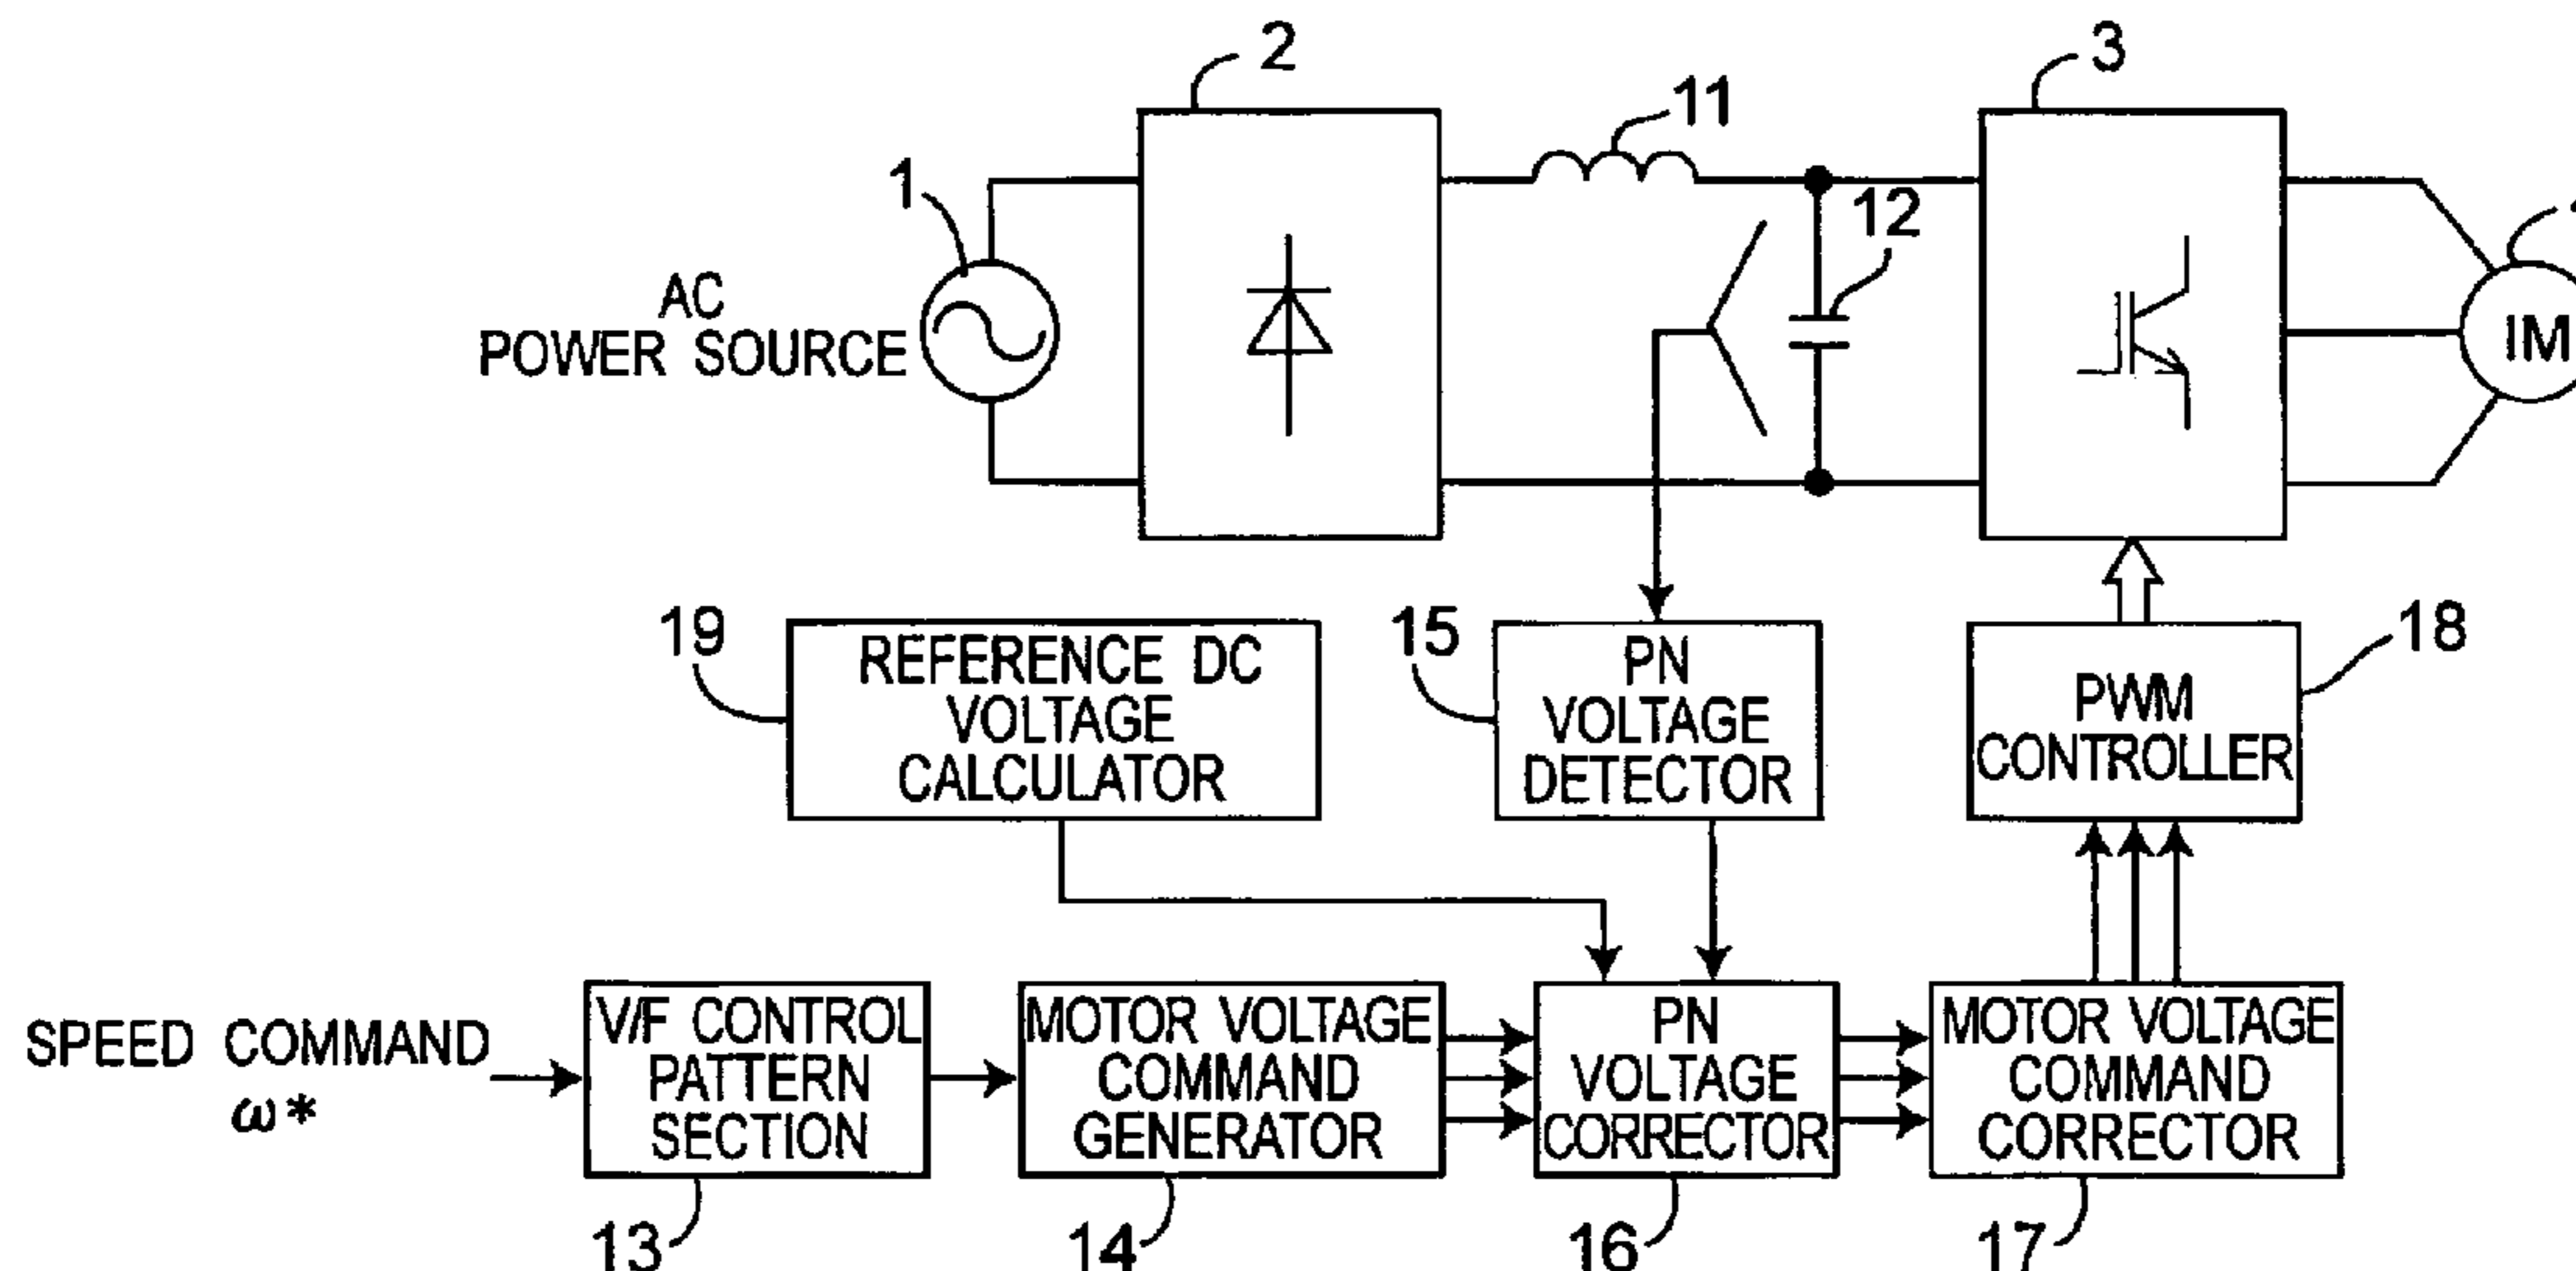 2
3
11
1
12
AC
POWER SOURCE
IM
19
REFERENCE DC
VOLTAGE
CALCULATOR
15
PN
VOLTAGE
DETECTOR
18
PWM
CONTROLLER
SPEED COMMAND
ω*
V/F CONTROL
PATTERN
SECTION
MOTOR VOLTAGE
COMMAND
GENERATOR
PN
VOLTAGE
CORRECTOR
MOTOR VOLTAGE
COMMAND
CORRECTOR
13
14
16
17